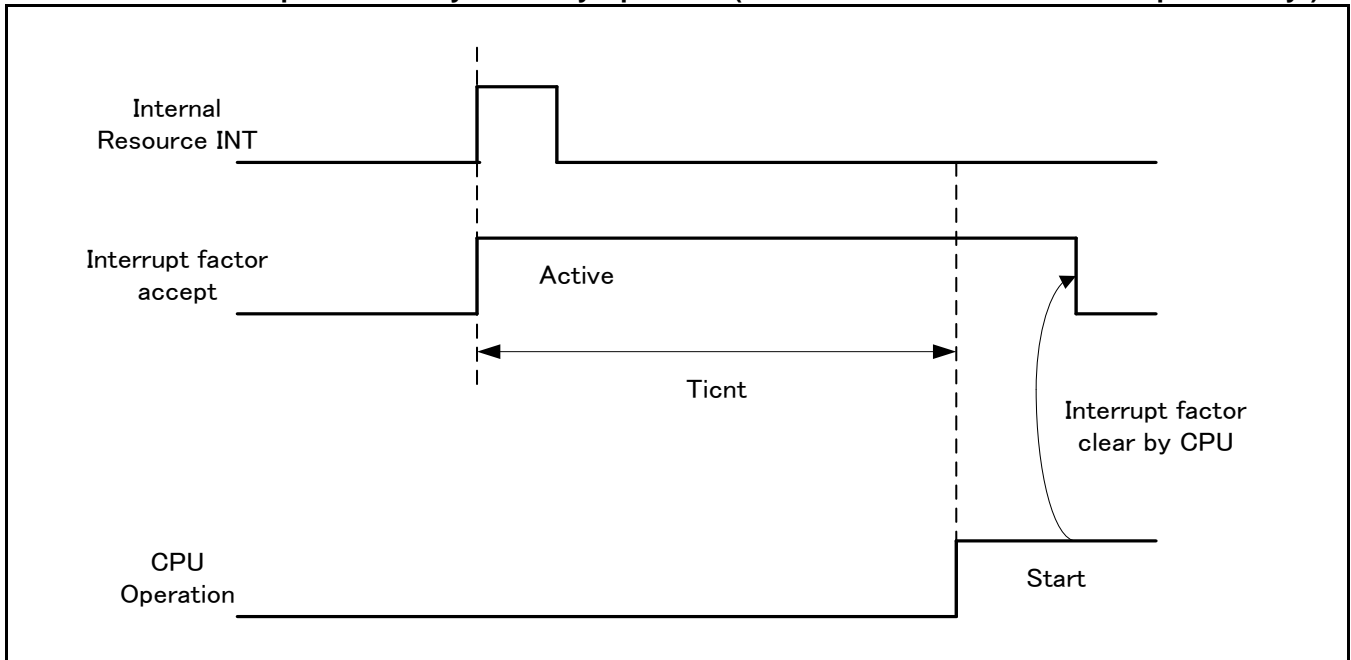 Internal
Resource INT
Interrupt factor
accept
Active
Ticnt
Interrupt factor
clear by CPU
CPU
Operation
Start